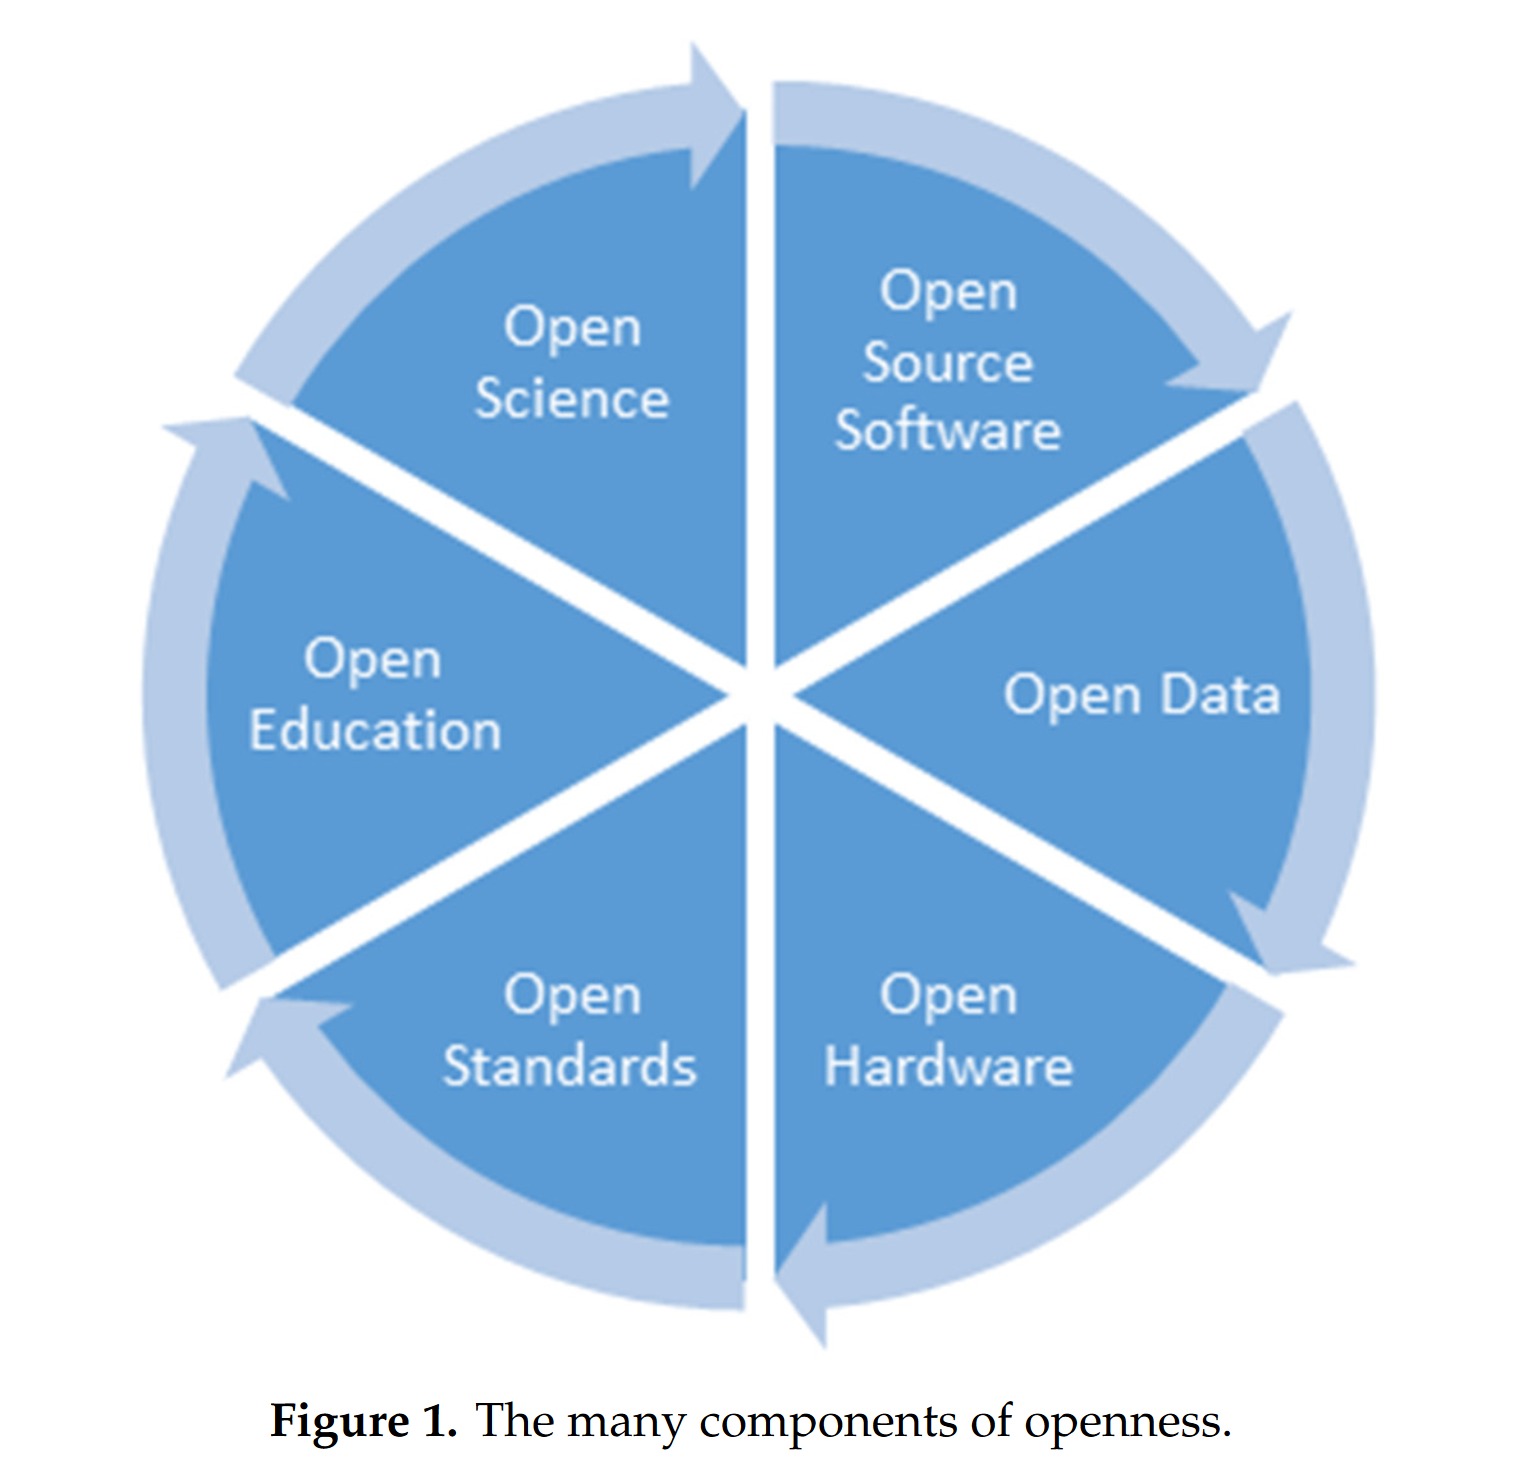 Open
Science
Open
Source
Software
Open
Education
Open Data
Open
Standards
Open
Hardware
Figure 1. The many components of openness.